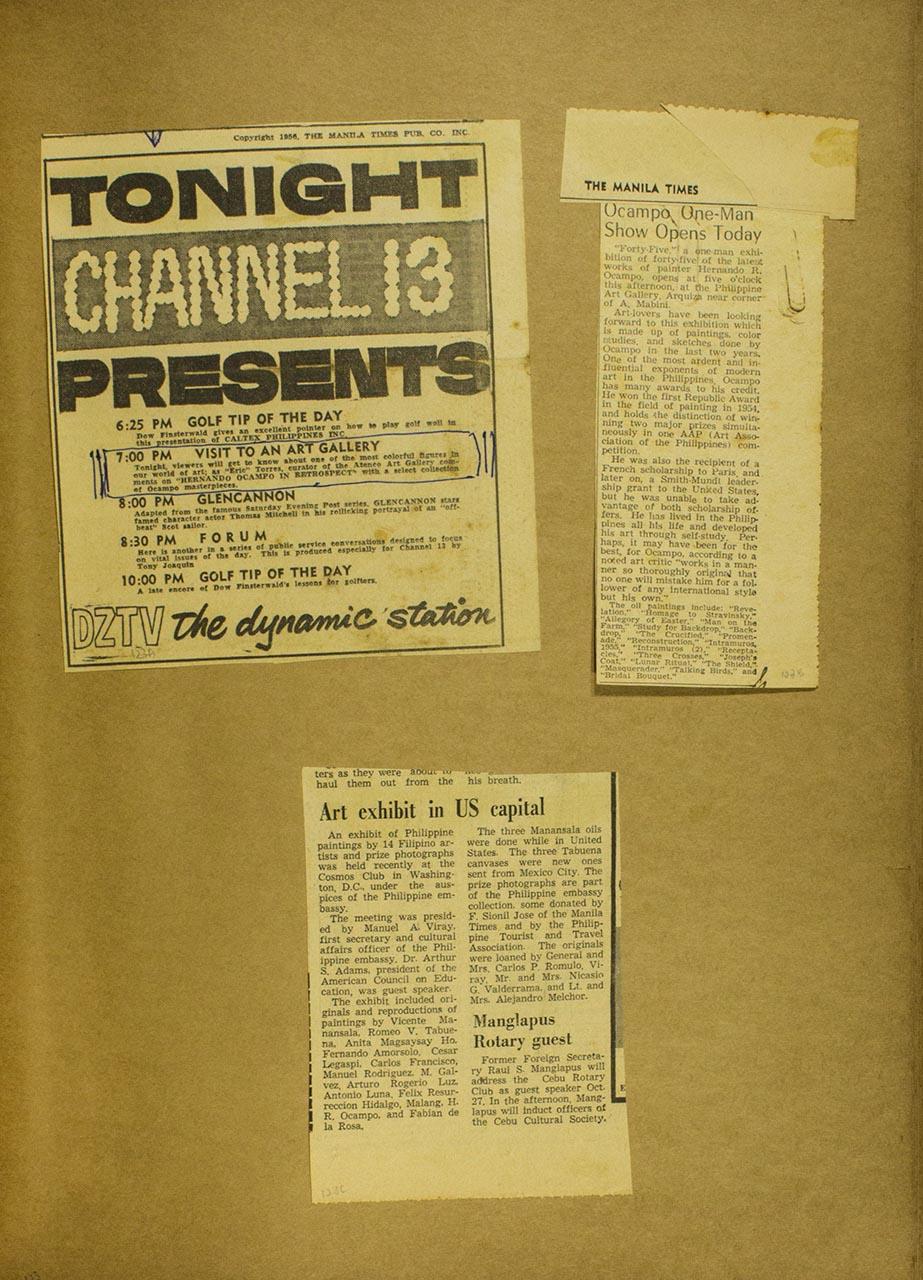 Copyright 1956, THE MANILA TIMES PUB. CO. INC.
TONIGHT
CHANNEL 13
PRESENTS
6:25 PM GOLF TIP OF THE DAY
Dow Finsterwald gives an excellent pointer on how to play golf well in
this presentation of CALTEX PHILIPPINES INC.
7:00 PM VISIT TO AN ART GALLERY
Tonight, viewers will get to know about one of the most colorful figures in
our world of art; as "Eric" Torres, curator of the Ateneo Art Gallery com-
ments on "HERNANDO OCAMPO IN RETROSPECT" with a select collection
of Ocampo masterpieces.
8:00 PM GLENCANNON
Adapted from the famous Saturday Evening Post series, GLENCANNON stars
famed character actor Thomas Mitchell in his rollicking portrayal of an "off-
beat" Scot sailor.
8:30 PM FORUM
Here is another in a series of public service conversations designed to focus
on vital issues of the day. This is produced especially for Channel 13 by
Tony Joaquin
10:00 PM GOLF TIP OF THE DAY
A late encore of Dow Finsterwald's lessons for golfters.
DZTV the dynamic station
THE MANILA TIMES
Ocampo One-Man
Show Opens Today
"Forty-Five," a one-man exhi-
bition of forty-five of the latest
works of painter Hernando R.
Ocampo, opens at five o'clock
this afternoon, at the Philippine
Art Gallery, Arquiza near corner
of A. Mabini.
Art-lovers have been looking
forward to this exhibition which
is made up of paintings, color
studies, and sketches done by
Ocampo in the last two years.
One of the most ardent and in-
fluential exponents of modern
art in the Philippines, Ocampo
has many awards to his credit.
He won the first Republic Award
in the field of painting in 1954,
and holds the distinction of win-
ning two major prizes simulta-
neously in one AAP (Art Asso-
ciation of the Philippines) com-
petition.
He was also the recipient of a
French scholarship to Paris, and
later on, a Smith-Mundt leader-
ship grant to the United States,
but he was unable to take ad-
vantage of both scholarship of-
fers. He has lived in the Philip-
pines all his life and developed
his art through self-study. Per-
haps, it may have been for the
best, for Ocampo, according to a
noted art critic "works in a man-
ner so thoroughly original that
no one will mistake him for a fol-
lower of any international style
but his own."
The oil paintings include: "Reve-
lation," "Homage to Stravinsky,"
"Allegory of Easter," "Man on the
Farm," "Study for Backdrop," "Back-
drop," "The Crucified," "Promen-
ade," "Reconstruction," "Intramuros,
1955," "Intramuros (2)," "Recepta-
cles," "Three Crosses," "Joseph's
Coat," "Lunar Ritual," "The Shield,"
"Masquerader," "Talking Birds," and
"Bridal Bouquet."
ters as they were about to
haul them out from the
his breath.
Art exhibit in US capital
An exhibit of Philippine
paintings by 14 Filipino ar-
tists and prize photographs
was held recently at the
Cosmos Club in Washing-
ton, D.C., under the aus-
pices of the Philippine em-
bassy.
The meeting was presid-
ed by Manuel A. Viray,
first secretary and cultural
affairs officer of the Phil-
ippine embassy. Dr. Arthur
S. Adams, president of the
American Council on Edu-
cation, was guest speaker.
The exhibit included ori-
ginals and reproductions of
paintings by Vicente Ma-
nansala, Romeo V. Tabue-
na, Anita Magsaysay Ho,
Fernando Amorsolo, Cesar
Legaspi, Carlos Francisco,
Manuel Rodriguez, M. Gal-
vez, Arturo Rogerio Luz,
Antonio Luna, Felix Resur-
reccion Hidalgo, Malang, H.
R. Ocampo, and Fabian de
la Rosa.
The three Manansala oils
were done while in United
States. The three Tabuena
canvases were new ones
sent from Mexico City. The
prize photographs are part
of the Philippine embassy
collection, some donated by
F. Sionil Jose of the Manila
Times and by the Philip-
pine Tourist and Travel
Association. The originals
were loaned by General and
Mrs. Carlos P. Romulo, Vi-
ray, Mr. and Mrs. Nicasio
G. Valderrama, and Lt. and
Mrs. Alejandro Melchor.
Manglapus
Rotary guest
Former Foreign Secreta-
ry Raul S. Manglapus will
address the Cebu Rotary
Club as guest speaker Oct.
27. In the afternoon, Mang-
lapus will induct officers of
the Cebu Cultural Society.